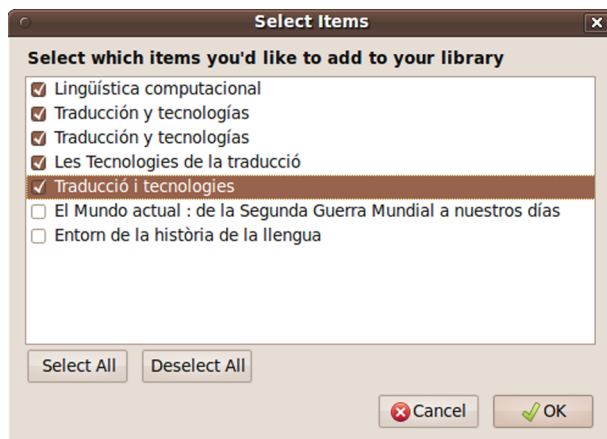 Select Items
Select which items you'd like to add to your library
Lingüística computacional
Traducción y tecnologías
Traducción y tecnologías
Les Tecnologies de la traducció
Traducció i tecnologies
El Mundo actual : de la Segunda Guerra Mundial a nuestros días
Entorn de la història de la llengua
Select All Deselect All
Cancel OK